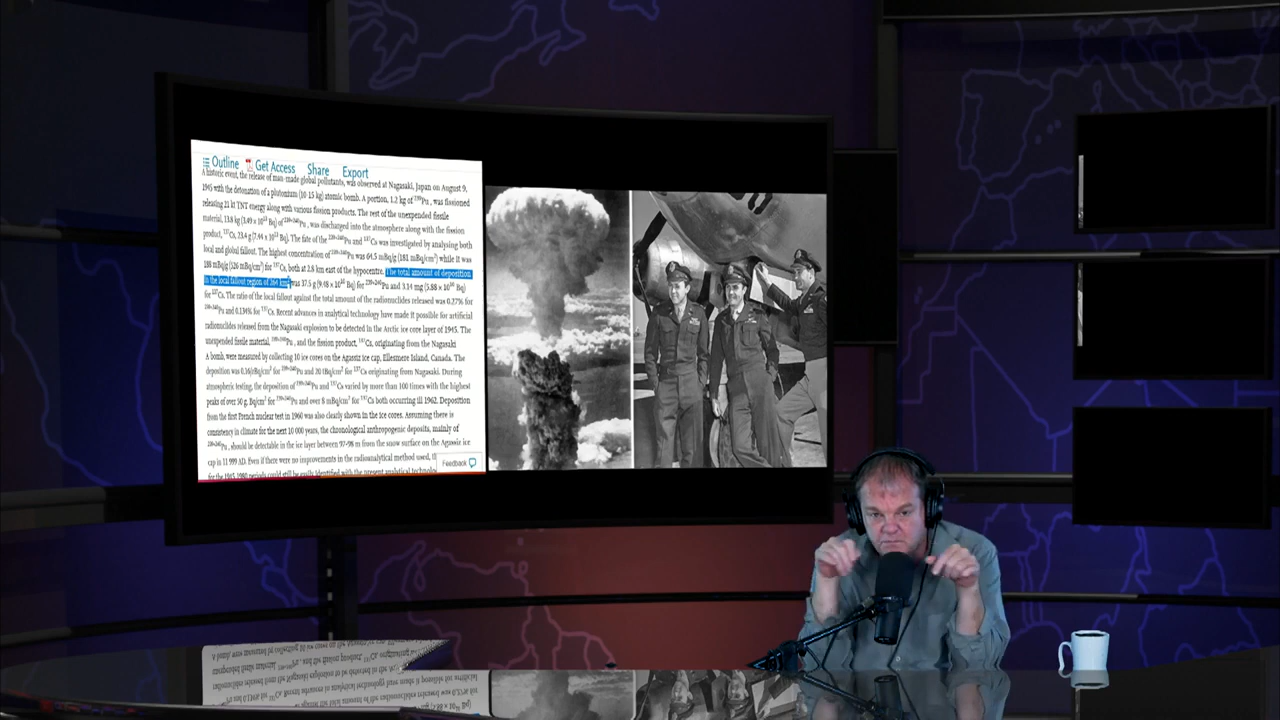 Outline Get Access Share Export
A historic event, the release of man-made global pollutants, was observed at Nagasaki, Japan on August 9,
1945 with the detonation of a plutonium (10-15 kg) atomic bomb. A portion, 1.2 kg of ²³⁹Pu , was fissioned
releasing 21 kt TNT energy along with various fission products. The rest of the unexpended fissile
material, 13.8 kg (3.49 x 10¹³ Bq) of ²³⁹⁺²⁴⁰Pu , was discharged into the atmosphere along with the fission
product, ¹³⁷Cs, 23.4 g (7.44 x 10¹³ Bq). The fate of the ²³⁹⁺²⁴⁰Pu and ¹³⁷Cs was investigated by analysing both
local and global fallout. The highest concentration of ²³⁹⁺²⁴⁰Pu was 64.5 mBq/g (181 mBq/cm²) while it was
188 mBq/g (526 mBq/cm²) for ¹³⁷Cs, both at 2.8 km east of the hypocentre. The total amount of deposition
in the local fallout region of 264 km² was 37.5 g (9.48 × 10¹⁰ Bq) for ²³⁹⁺²⁴⁰Pu and 3.14 mg (5.88 × 10¹⁰ Bq)
for ¹³⁷Cs. The ratio of the local fallout against the total amount of the radionuclides released was 0.27% for
²³⁹⁺²⁴⁰Pu and 0.134% for ¹³⁷Cs. Recent advances in analytical technology have made it possible for artificial
radionuclides released from the Nagasaki explosion to be detected in the Arctic ice core layer of 1945. The
unexpended fissile material, ²³⁹⁺²⁴⁰Pu , and the fission product, ¹³⁷Cs, originating from the Nagasaki
A bomb, were measured by collecting 10 ice cores on the Agassiz ice cap, Ellesmere Island, Canada. The
deposition was for ²³⁹⁺²⁴⁰Pu and for ¹³⁷Cs originating from Nagasaki. During
atmospheric testing, the deposition of ²³⁹⁺²⁴⁰Pu and ¹³⁷Cs varied by more than 100 times with the highest
peaks of over for ²³⁹⁺²⁴⁰Pu and over 8 mBq/cm² for ¹³⁷Cs both occurring in 1962. Deposition
from the first French nuclear test in 1960 was also clearly shown in the ice cores. Assuming there is
consistency in climate for the next 10 000 years, the chronological anthropogenic deposits, mainly of
²³⁹⁺²⁴⁰Pu , should be detectable in the ice layer between 97-98 m from the snow surface on the Agassiz ice
cap in 11 999 AD. Even if there were no improvements in the radioanalytical method used,
for the 1945-1980 periods could still be easily identified with the present analytical
Feedback